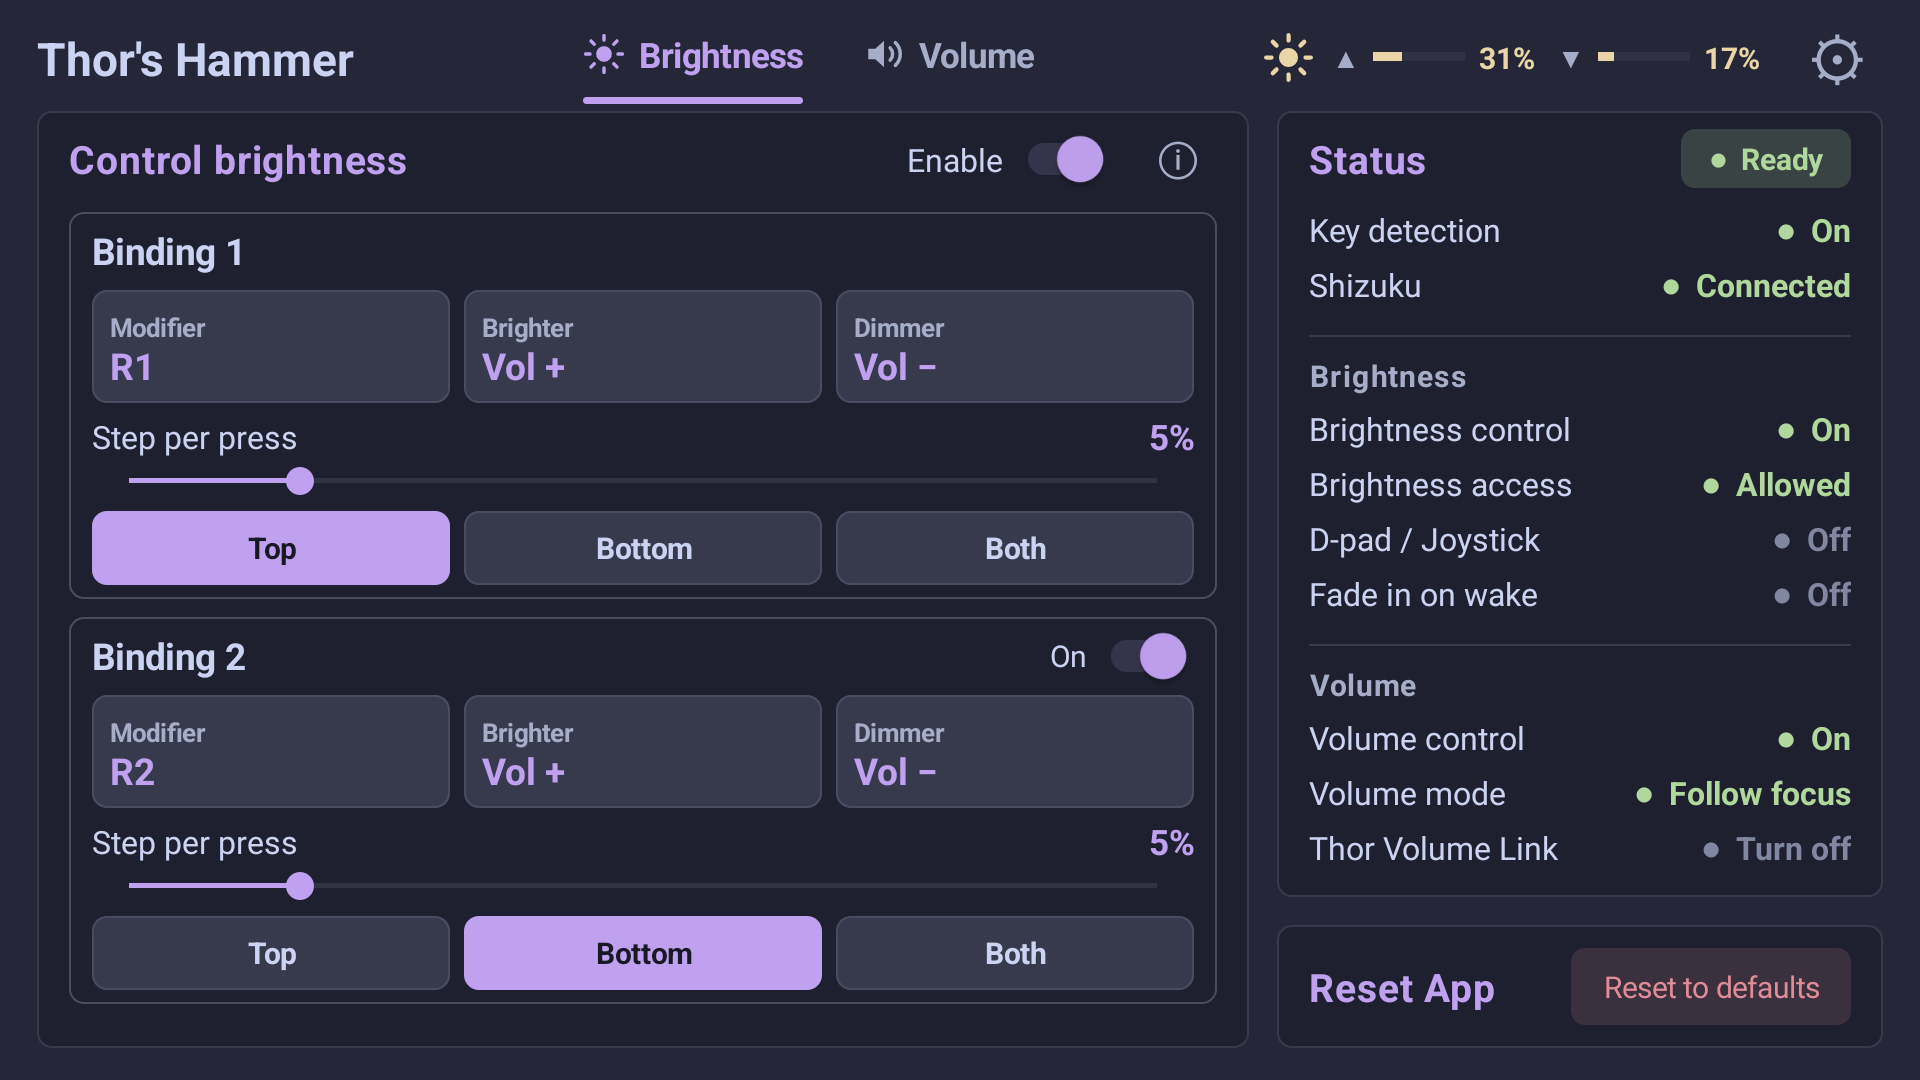 Thor's Hammer
Brightness
Volume
▲ 31% ▼ 17%
Control brightness
Enable
Binding 1
Modifier
R1
Brighter
Vol +
Dimmer
Vol −
Step per press
5%
Top
Bottom
Both
Binding 2
On
Modifier
R2
Brighter
Vol +
Dimmer
Vol −
Step per press
5%
Top
Bottom
Both
Status
Ready
Key detection
On
Shizuku
Connected
Brightness
Brightness control
On
Brightness access
Allowed
D-pad / Joystick
Off
Fade in on wake
Off
Volume
Volume control
On
Volume mode
Follow focus
Thor Volume Link
Turn off
Reset App
Reset to defaults